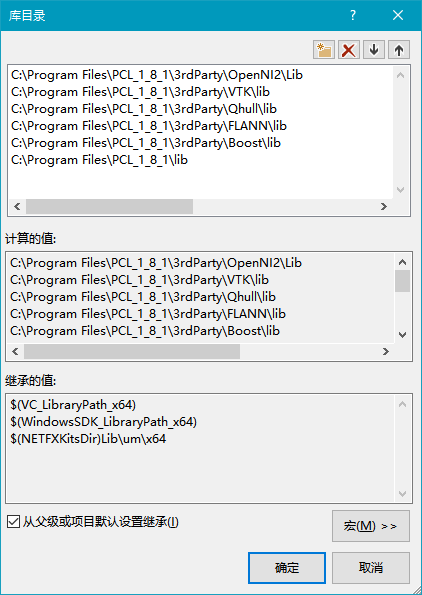 库目录
C:\Program Files\PCL_1_8_1\3rdParty\OpenNI2\Lib
C:\Program Files\PCL_1_8_1\3rdParty\VTK\lib
C:\Program Files\PCL_1_8_1\3rdParty\Qhull\lib
C:\Program Files\PCL_1_8_1\3rdParty\FLANN\lib
C:\Program Files\PCL_1_8_1\3rdParty\Boost\lib
C:\Program Files\PCL_1_8_1\lib
计算的值:
C:\Program Files\PCL_1_8_1\3rdParty\OpenNI2\Lib
C:\Program Files\PCL_1_8_1\3rdParty\VTK\lib
C:\Program Files\PCL_1_8_1\3rdParty\Qhull\lib
C:\Program Files\PCL_1_8_1\3rdParty\FLANN\lib
C:\Program Files\PCL_1_8_1\3rdParty\Boost\lib
继承的值:
$(VC_LibraryPath_x64)
$(WindowsSDK_LibraryPath_x64)
$(NETFXKitsDir)Lib\um\x64
从父级或项目默认设置继承(I)
宏(M) >>
确定
取消